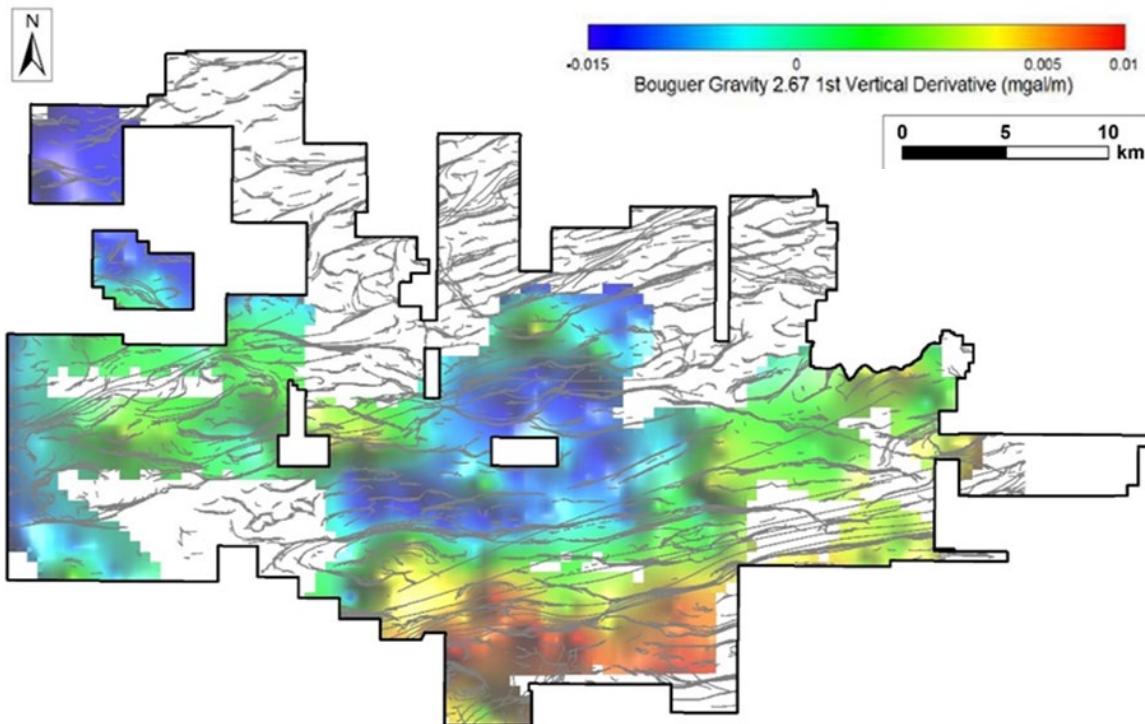 N
-0.015 0 0.005 0.01
Bouguer Gravity 2.67 1st Vertical Derivative (mgal/m)
0 5 10
km